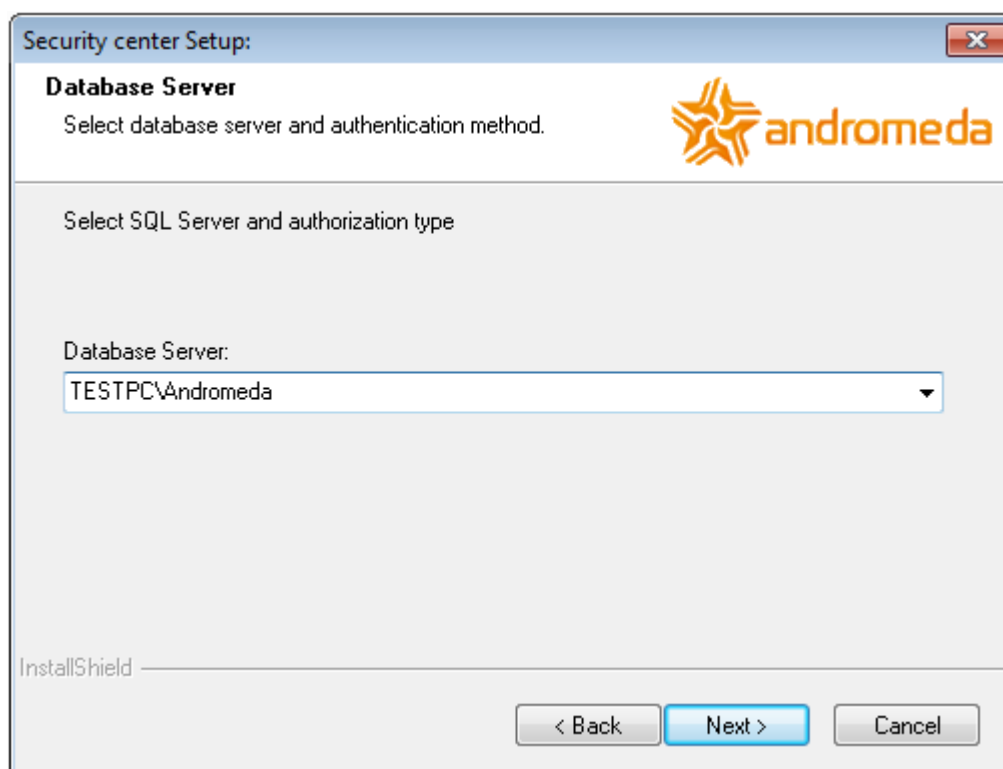 Security center Setup:
Database Server
Select database server and authentication method.
andromeda
Select SQL Server and authorization type
Database Server:
TESTPC\Andromeda
InstallShield
< Back
Next >
Cancel